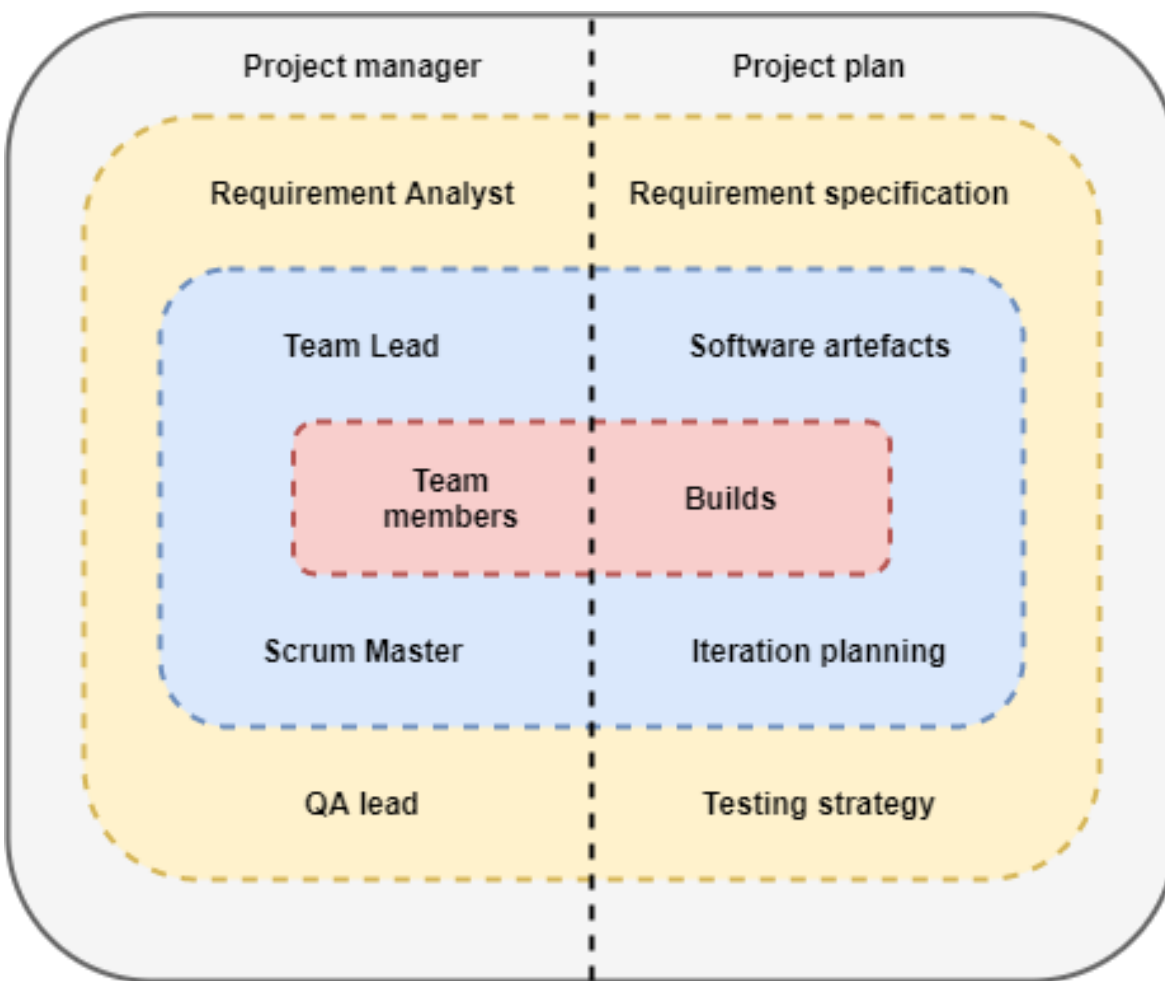 Project manager
Project plan
Requirement Analyst
Requirement specification
Team Lead
Software artefacts
Team
members
Builds
Scrum Master
Iteration planning
QA lead
Testing strategy